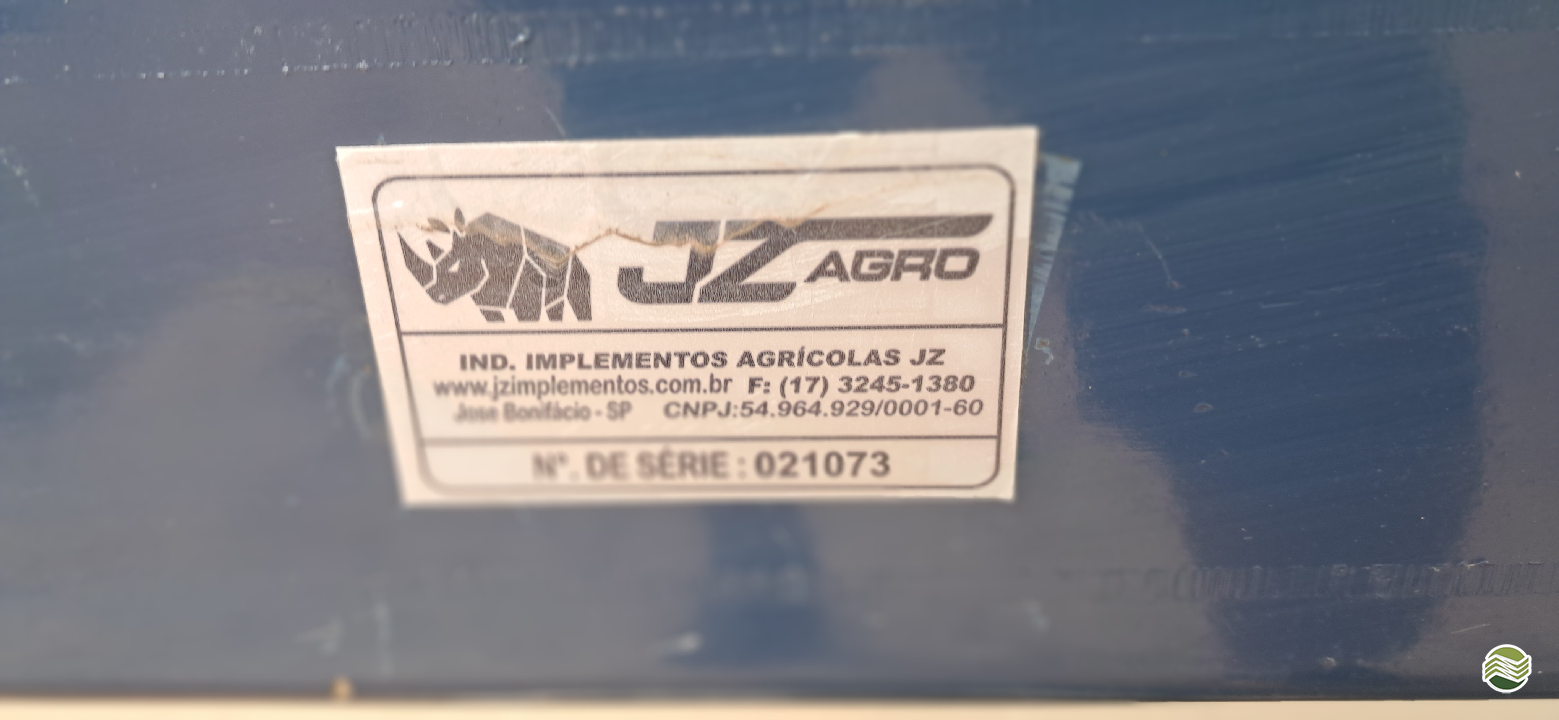 JZ AGRO
IND. IMPLEMENTOS AGRÍCOLAS JZ
www.jzimplementos.com.br F: (17) 3245-1380
Jose Bonifácio - SP CNPJ:54.964.929/0001-60
Nº. DE SÉRIE : 021073